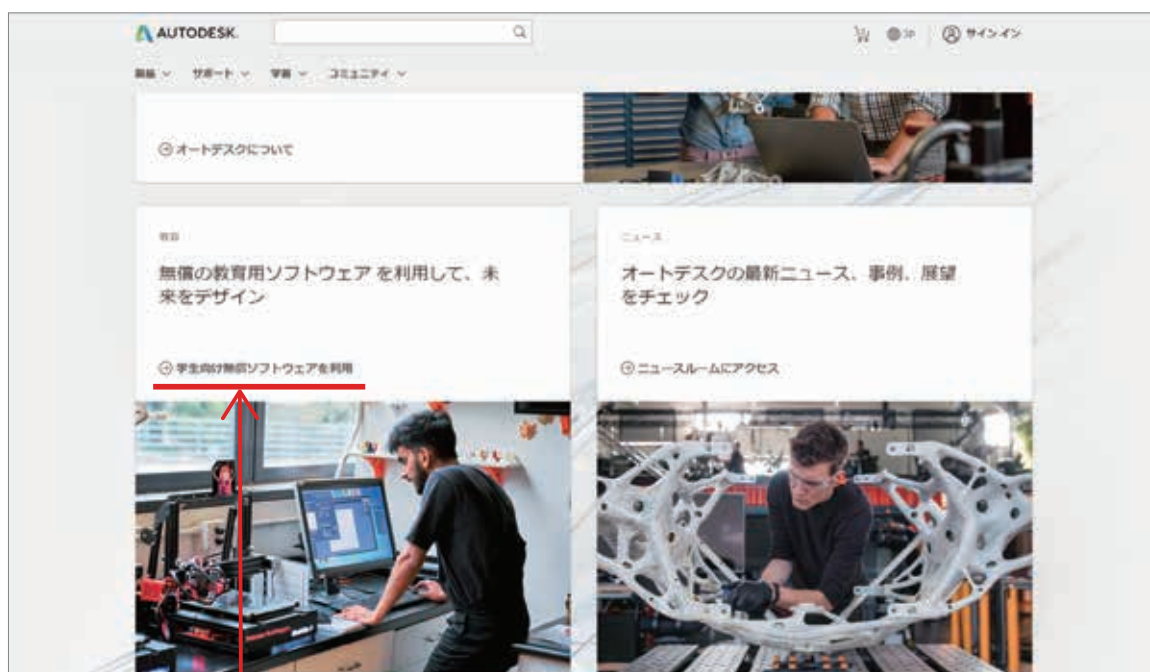 AUTODESK.
JP
サインイン
製品 サポート 学習 コミュニティ
オートデスクについて
教育
無償の教育用ソフトウェア を利用して、未
来をデザイン
学生向け無償ソフトウェアを利用
ニュース
オートデスクの最新ニュース、事例、展望
をチェック
ニュースルームにアクセス